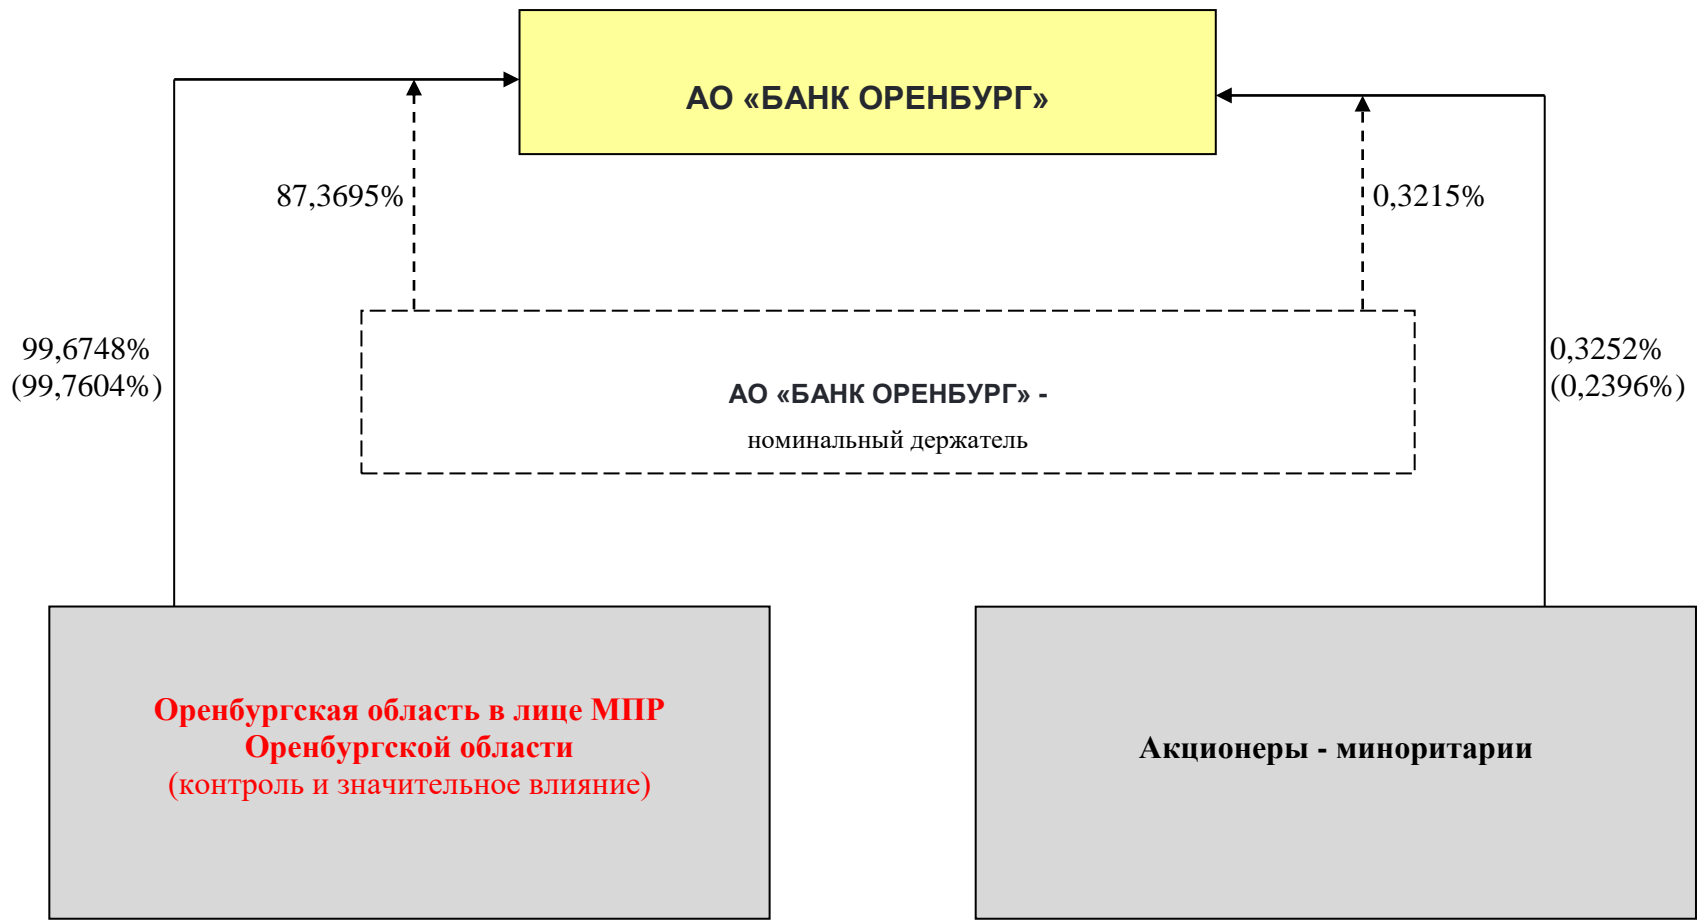 АО «БАНК ОРЕНБУРГ»
87,3695%
0,3215%
99,6748%
(99,7604%)
0,3252%
(0,2396%)
АО «БАНК ОРЕНБУРГ» -
номинальный держатель
Оренбургская область в лице МПР
Оренбургской области
(контроль и значительное влияние)
Акционеры - миноритарии